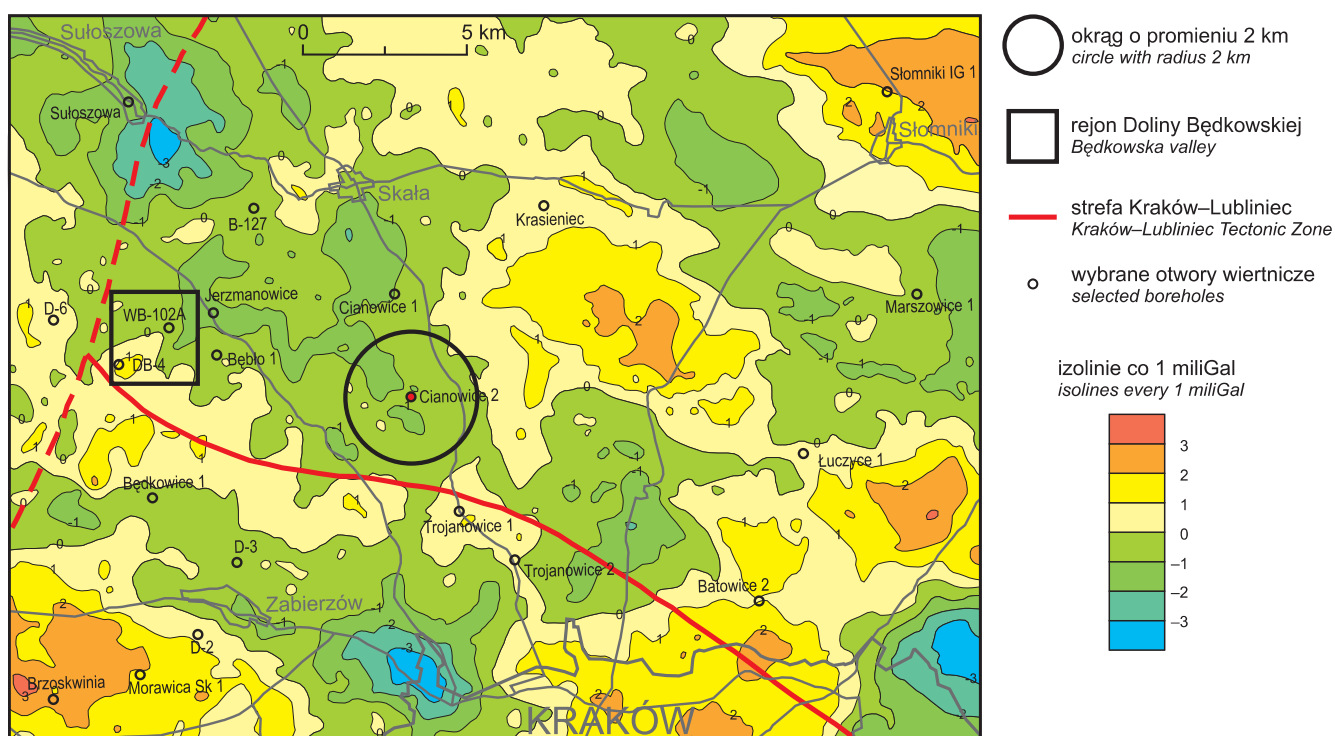 Sułoszowa
0
5 km
Słomniki IG 1
Sułoszowa
Słomniki
Skała
B-127
Krasieniec
D-6
WB-102A
Jerzmanowice
Cianowice 1
Marszowice 1
DB-4
Bębło 1
Cianowice 2
Łuczyce 1
Będkowice 1
Trojanowice 1
D-3
Trojanowice 2
Batowice 2
Zabierzów
D-2
Brzoskwinia
Morawica Sk 1
KRAKÓW
okrąg o promieniu 2 km
circle with radius 2 km
rejon Doliny Będkowskiej
Będkowska valley
strefa Kraków–Lubliniec
Kraków–Lubliniec Tectonic Zone
wybrane otwory wiertnicze
selected boreholes
izolinie co 1 miliGal
isolines every 1 miliGal
3
2
1
0
–1
–2
–3